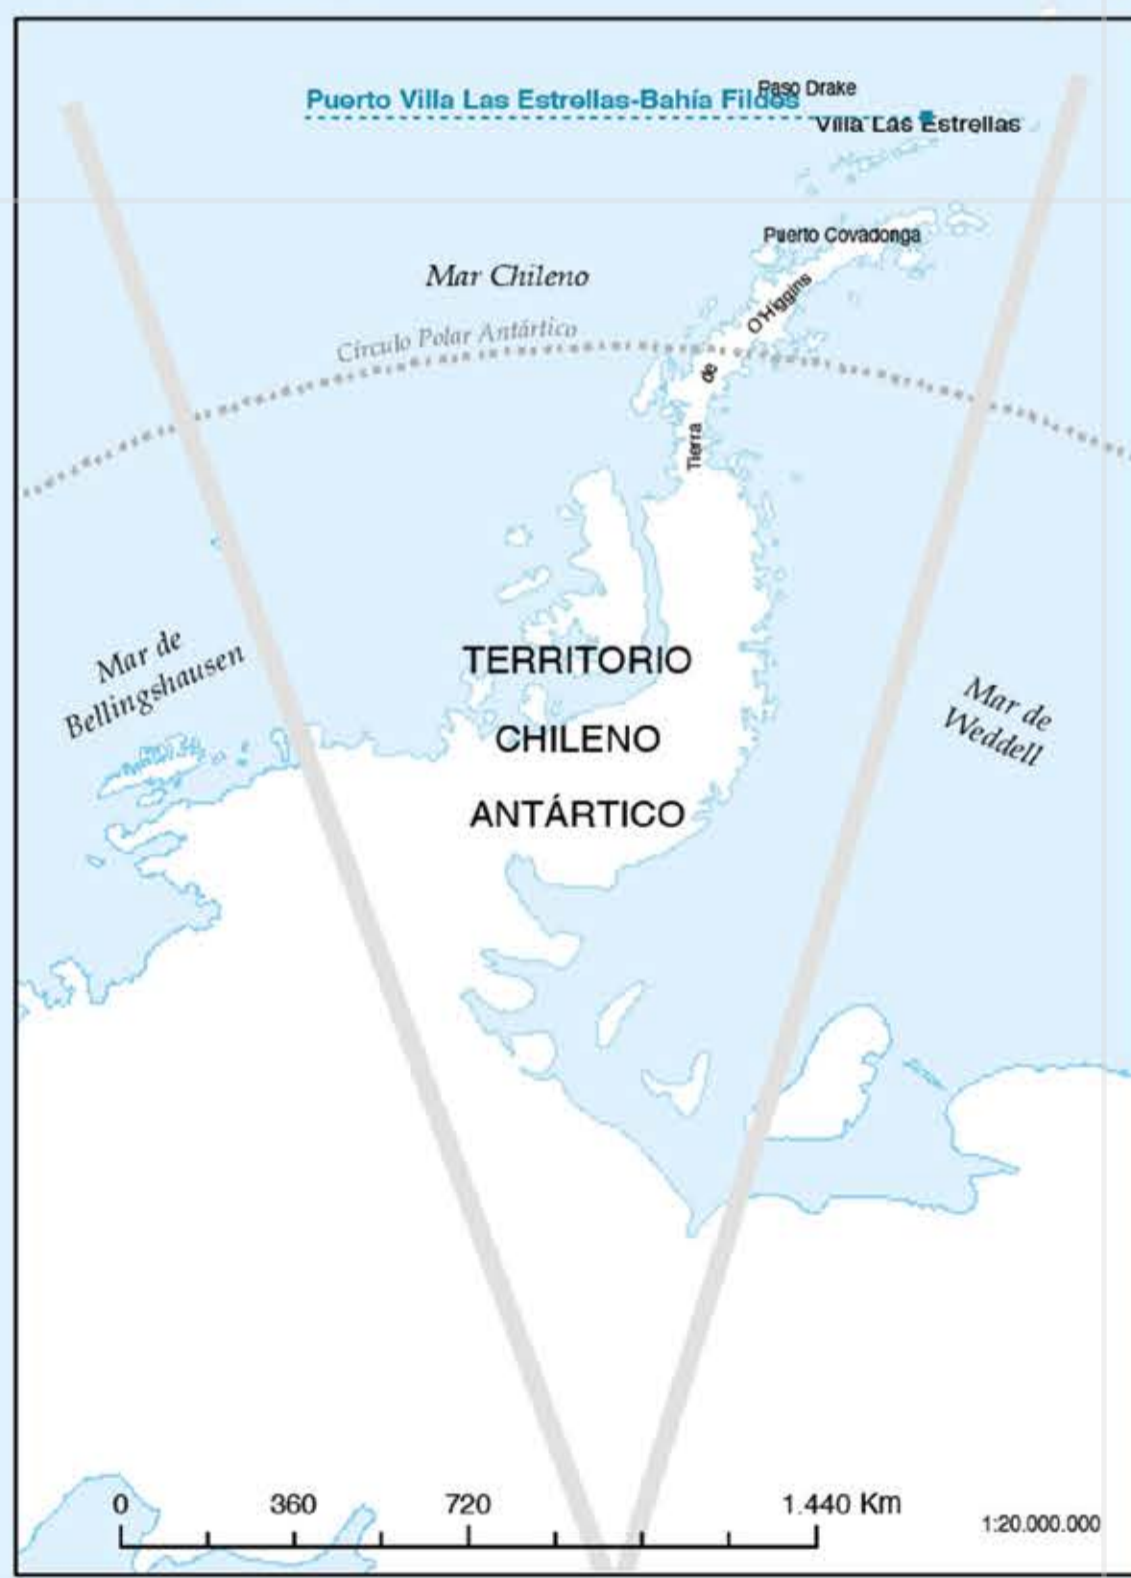 Paso Drake
Puerto Villa Las Estrellas-Bahía Fildes
Villa Las Estrellas
Puerto Covadonga
Mar Chileno
O'Higgins
Círculo Polar Antártico
de
Tierra
Mar de
Bellingshausen
TERRITORIO
CHILENO
ANTÁRTICO
Mar de
Weddell
0 360 720 1.440 Km
1:20.000.000